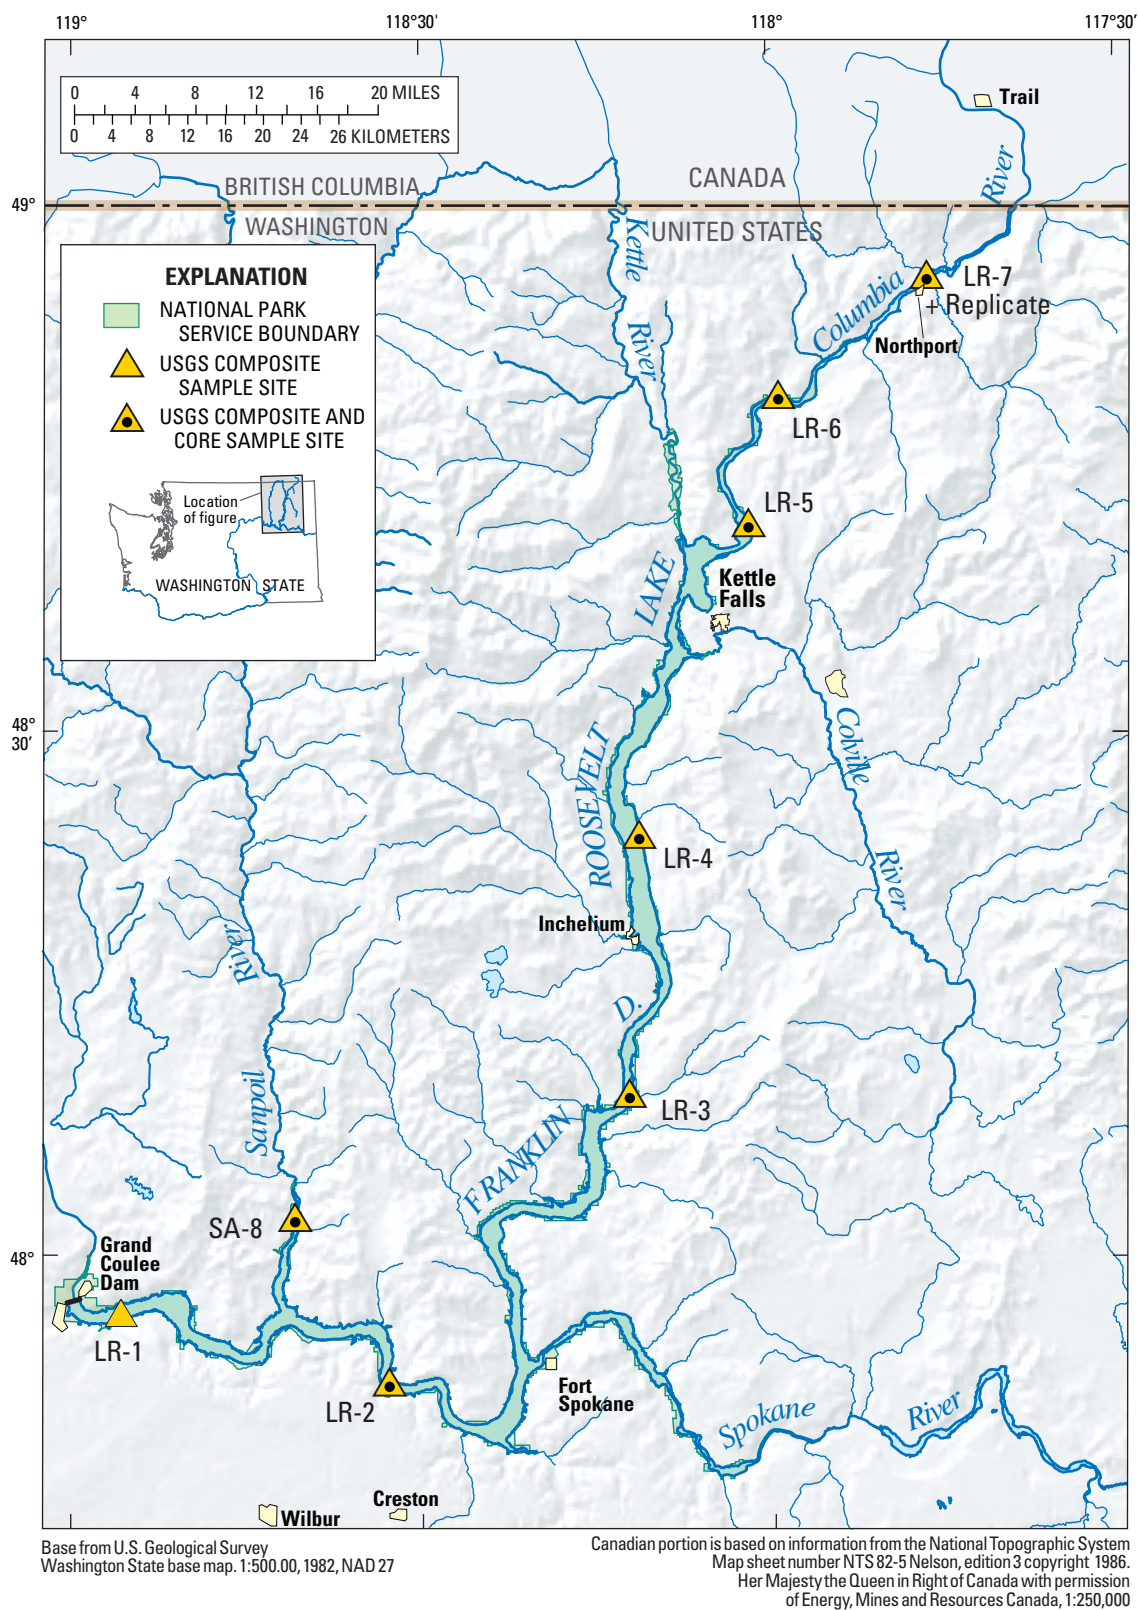 119°
118°30'
118°
117°30'
0 4 8 12 16 20 MILES
0 4 8 12 16 20 24 26 KILOMETERS
Trail
River
BRITISH COLUMBIA
CANADA
49°
WASHINGTON
UNITED STATES
Kettle
River
EXPLANATION
NATIONAL PARK
SERVICE BOUNDARY
USGS COMPOSITE
SAMPLE SITE
USGS COMPOSITE AND
CORE SAMPLE SITE
Location
of figure
WASHINGTON STATE
Columbia
LR-7
+ Replicate
Northport
LR-6
LR-5
LAKE
Kettle
Falls
48°
30'
ROOSEVELT
Colville
River
LR-4
Inchelium
River
D.
Sanpoil
LR-3
FRANKLIN
SA-8
48°
Grand
Coulee
Dam
LR-1
LR-2
Fort
Spokane
Spokane
River
Creston
Wilbur
Base from U.S. Geological Survey
Washington State base map. 1:500.00, 1982, NAD 27
Canadian portion is based on information from the National Topographic System
Map sheet number NTS 82-5 Nelson, edition 3 copyright 1986.
Her Majesty the Queen in Right of Canada with permission
of Energy, Mines and Resources Canada, 1:250,000